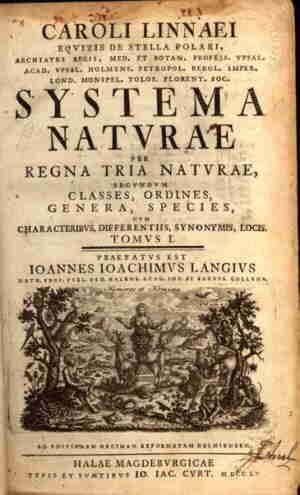 CAROLI LINNAEI
EQVITIS DE STELLA POLARI,
ARCHIATRI REGII, MED. ET BOTAN. PROFESS. VPSAL.
ACAD. VPSAL. HOLMENS. PETROPOL. BEROL. IMPER.
LOND. MONSPEL. TOLOS. FLORENT. SOC.
SYSTEMA
NATVRAE
PER
REGNA TRIA NATVRAE,
SECVNDVM
CLASSES, ORDINES,
GENERA, SPECIES,
CVM
CHARACTERIBVS, DIFFERENTIIS, SYNONYMIS, LOCIS.
TOMVS I.
PRAEFATVS EST
IOANNES IOACHIMVS LANGIVS
AD EDITIONEM DECIMAM REFORMATAM HOLMIENSEM.
HALAE MAGDEBVRGICAE
TYPIS ET SVMTIBVS IO. IAC. CVRT.